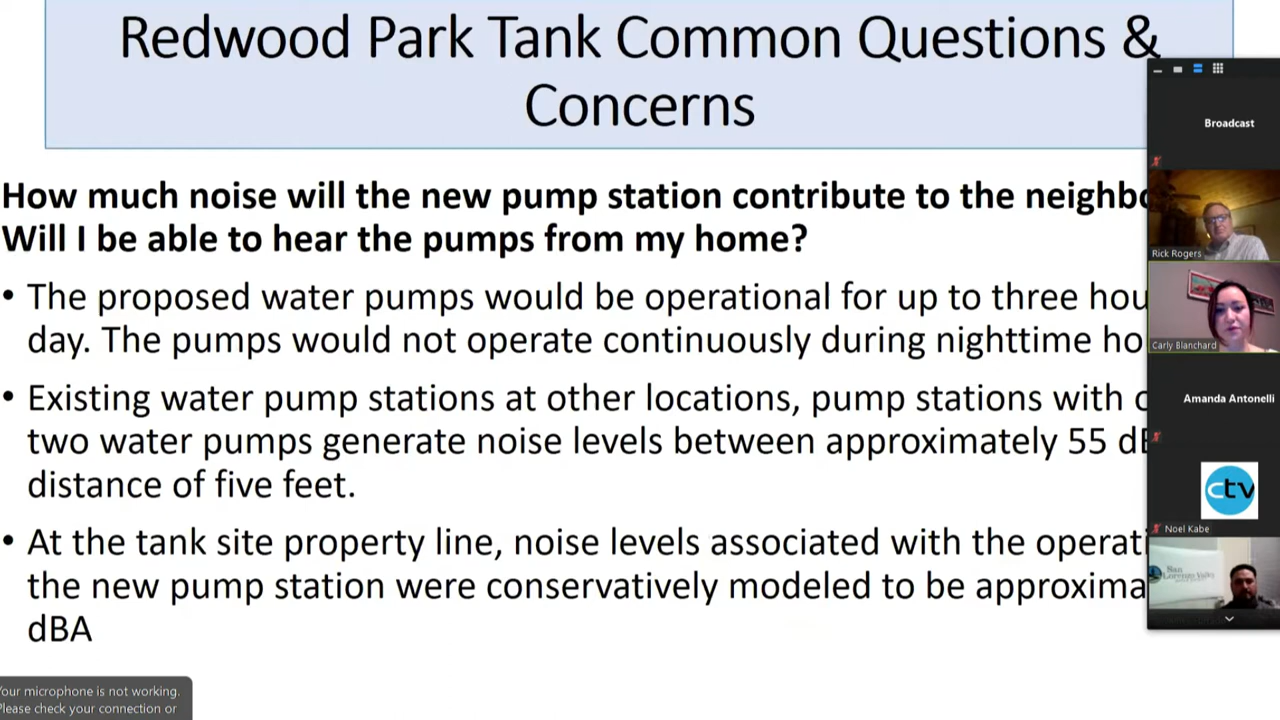 Redwood Park Tank Common Questions &
Concerns
How much noise will the new pump station contribute to the neighbo
Will I be able to hear the pumps from my home?
• The proposed water pumps would be operational for up to three hou
day. The pumps would not operate continuously during nighttime ho
• Existing water pump stations at other locations, pump stations with
two water pumps generate noise levels between approximately 55
distance of five feet.
• At the tank site property line, noise levels associated with the operati
the new pump station were conservatively modeled to be approxima
dBA
Broadcast
Rick Rogers
Carly Blanchard
Amanda Antonelli
ctv
Noel Kabe
San
Lorenzo Valley
our microphone is not working.
Please check your connection or